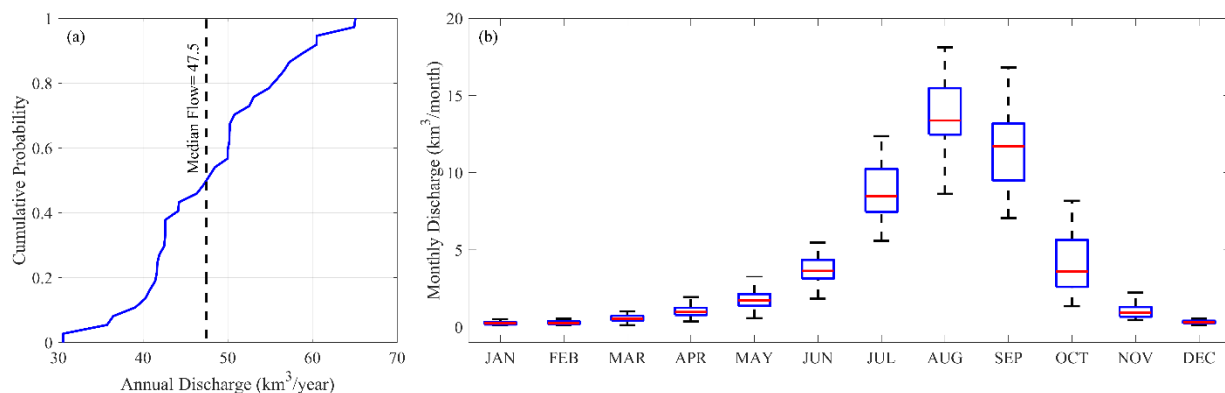 (a)
1
0.8
0.6
0.4
0.2
0
Cumulative Probability
Median Flow= 47.5
30 40 50 60 70
Annual Discharge (km³/year)
(b)
20
15
10
5
0
Monthly Discharge (km³/month)
JAN FEB MAR APR MAY JUN JUL AUG SEP OCT NOV DEC